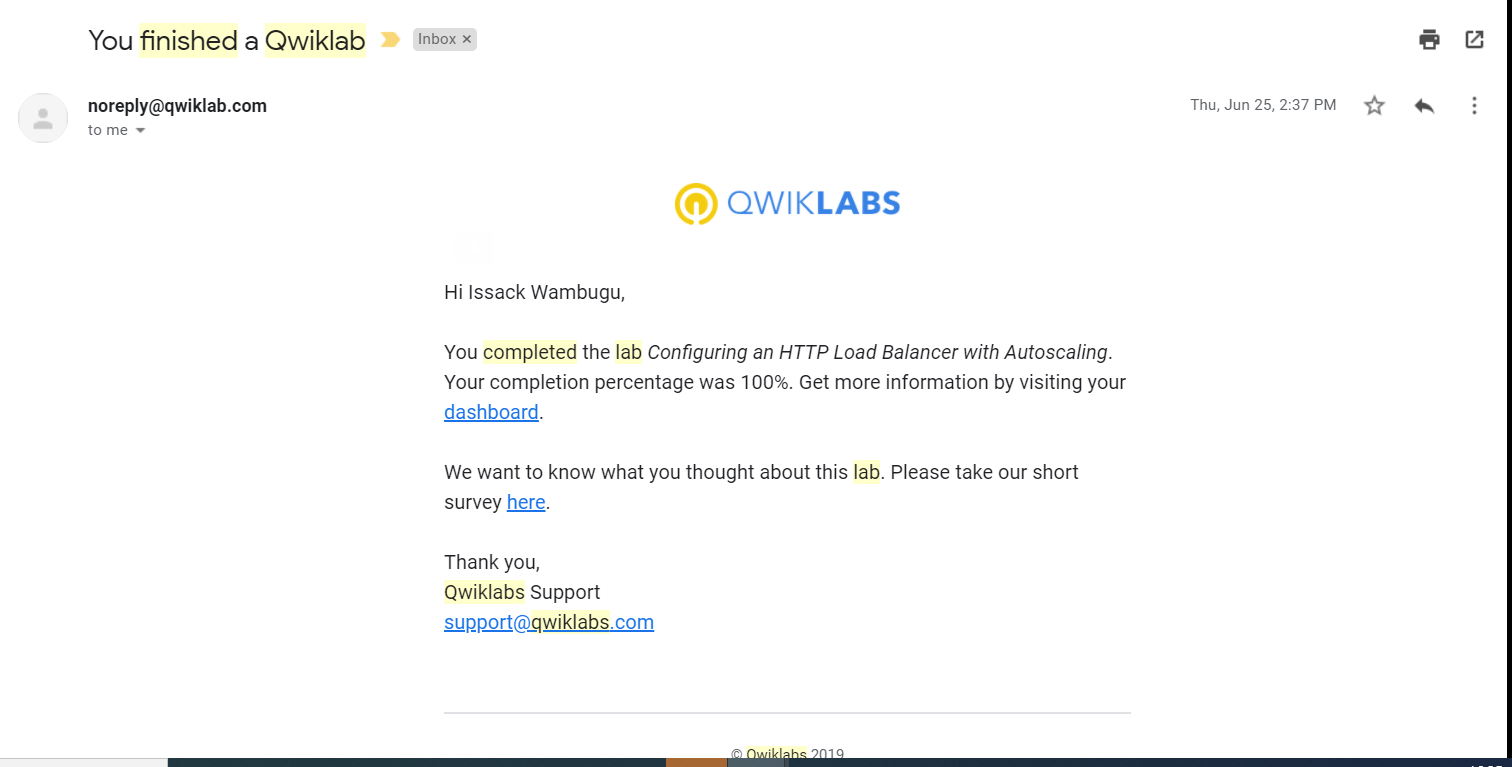 You finished a Qwiklab
Inbox ×
noreply@qwiklab.com
Thu, Jun 25, 2:37 PM
to me
QWIKLABS
Hi Issack Wambugu,
You completed the lab Configuring an HTTP Load Balancer with Autoscaling.
Your completion percentage was 100%. Get more information by visiting your
dashboard.
We want to know what you thought about this lab. Please take our short
survey here.
Thank you,
Qwiklabs Support
support@qwiklabs.com
© Qwiklabs 2019